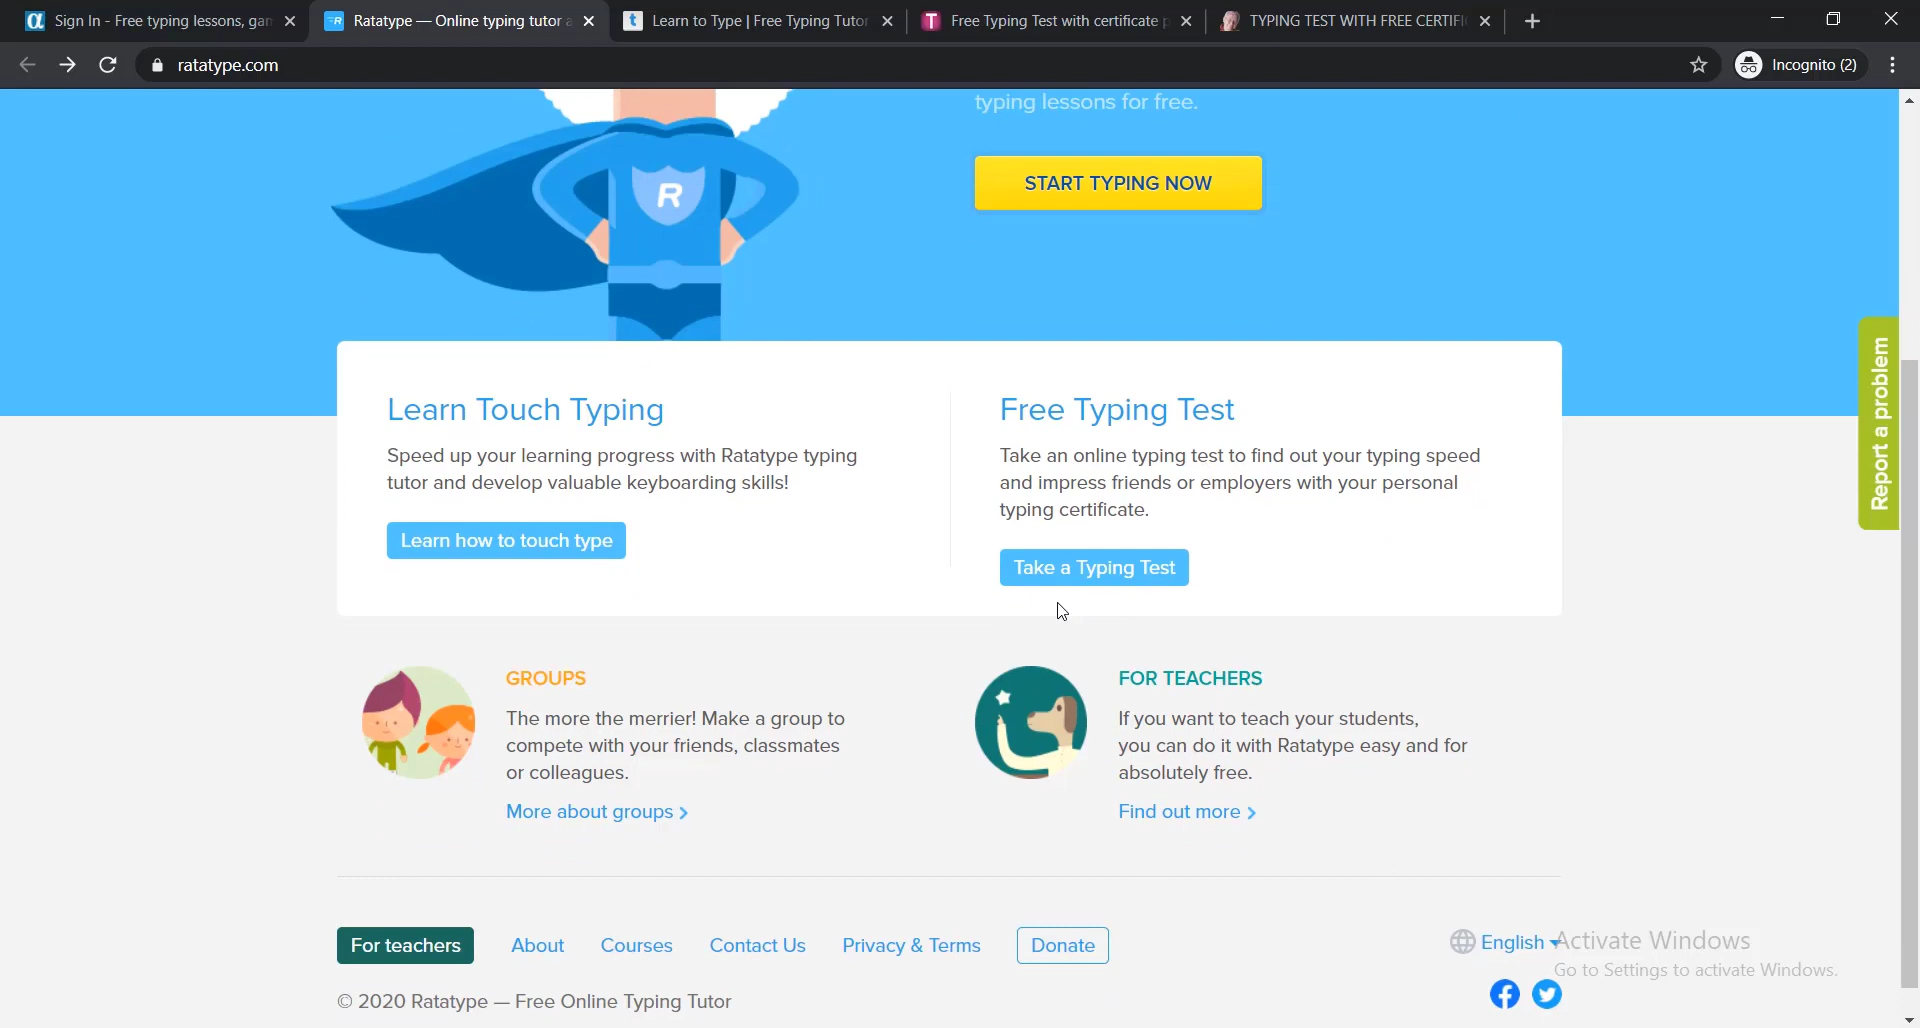 Sign In - Free typing lessons, gam
Ratatype — Online typing tutor a
Learn to Type | Free Typing Tutor
Free Typing Test with certificate p
TYPING TEST WITH FREE CERTIFI
ratatype.com
Incognito (2)
typing lessons for free.
START TYPING NOW
R
Report a problem
Learn Touch Typing
Speed up your learning progress with Ratatype typing
tutor and develop valuable keyboarding skills!
Learn how to touch type
Free Typing Test
Take an online typing test to find out your typing speed
and impress friends or employers with your personal
typing certificate.
Take a Typing Test
GROUPS
The more the merrier! Make a group to
compete with your friends, classmates
or colleagues.
More about groups
FOR TEACHERS
If you want to teach your students,
you can do it with Ratatype easy and for
absolutely free.
Find out more
For teachers About Courses Contact Us Privacy & Terms Donate
English
Activate Windows
Go to Settings to activate Windows.
© 2020 Ratatype — Free Online Typing Tutor